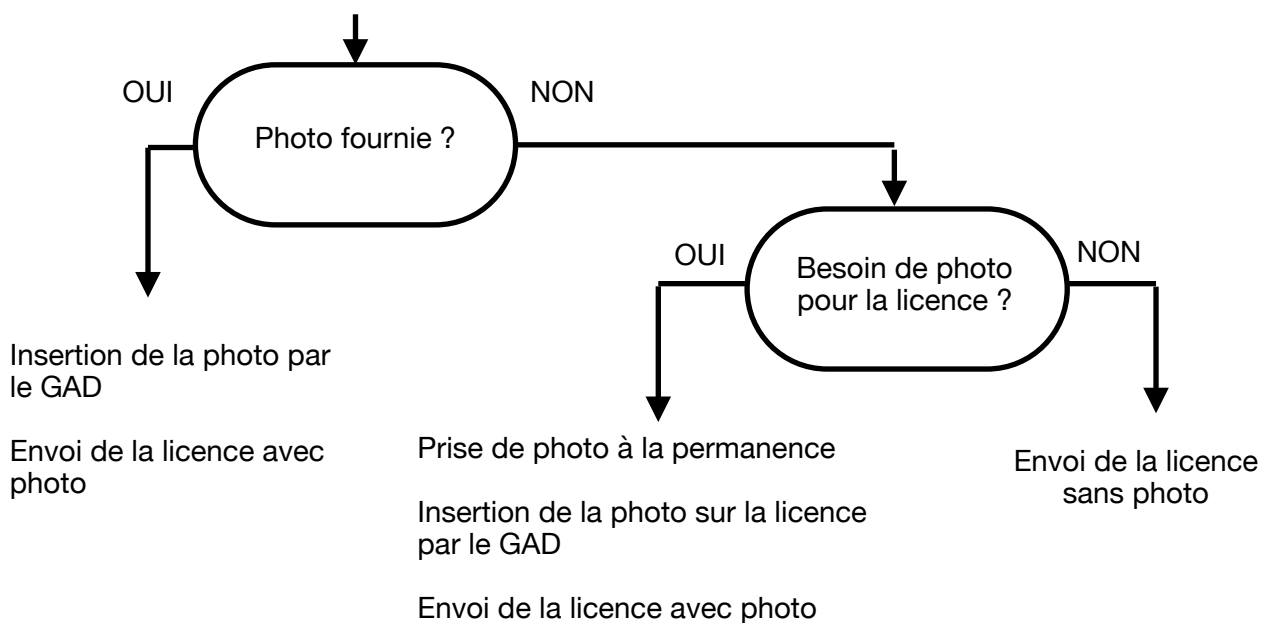 OUI
NON
Photo fournie ?
OUI
NON
Besoin de photo
pour la licence ?
Insertion de la photo par
le GAD
Envoi de la licence avec
photo
Prise de photo à la permanence
Insertion de la photo sur la licence
par le GAD
Envoi de la licence avec photo
Envoi de la licence
sans photo